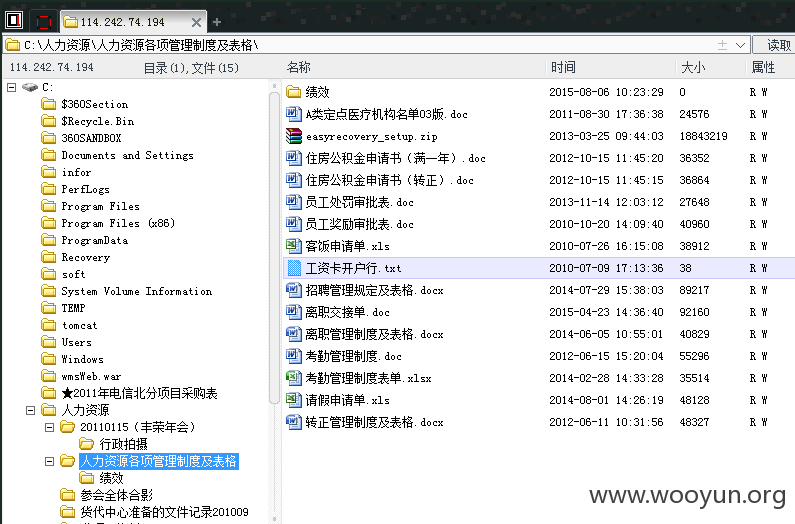 114.242.74.194
C:\人力资源\人力资源各项管理制度及表格\ 读取
114.242.74.194 目录(1),文件(15) 名称 时间 大小 属性
C:
$360Section
$Recycle.Bin
360SANDBOX
Documents and Settings
infor
PerfLogs
Program Files
Program Files (x86)
ProgramData
Recovery
soft
System Volume Information
TEMP
tomcat
Users
Windows
wmsWeb.war
★2011年电信北分项目采购表
人力资源
20110115（丰荣年会）
行政拍摄
人力资源各项管理制度及表格
绩效
参会全体合影
货代中心准备的文件记录201009
绩效 2015-08-06 10:23:29 0 R W
A类定点医疗机构名单03版.doc 2011-08-30 17:36:38 24576 R W
easyrecovery_setup.zip 2013-03-25 09:44:03 18843219 R W
住房公积金申请书（满一年）.doc 2012-10-15 11:45:20 36352 R W
住房公积金申请书（转正）.doc 2012-10-15 11:45:15 36864 R W
员工处罚审批表.doc 2013-11-14 12:03:12 27648 R W
员工奖励审批表.doc 2010-10-20 14:09:40 40960 R W
客饭申请单.xls 2010-07-26 16:15:08 38912 R W
工资卡开户行.txt 2010-07-09 17:13:36 38 R W
招聘管理规定及表格.docx 2014-07-29 15:38:03 89217 R W
离职交接单.doc 2015-04-23 14:36:40 92160 R W
离职管理制度及表格.docx 2014-06-05 10:55:01 40829 R W
考勤管理制度.doc 2012-06-15 15:20:04 55296 R W
考勤管理制度表单.xlsx 2014-02-28 14:33:28 35514 R W
请假申请单.xls 2014-08-01 14:26:19 48128 R W
转正管理制度及表格.docx 2012-06-11 10:31:56 48327 R W
www.wooyun.org